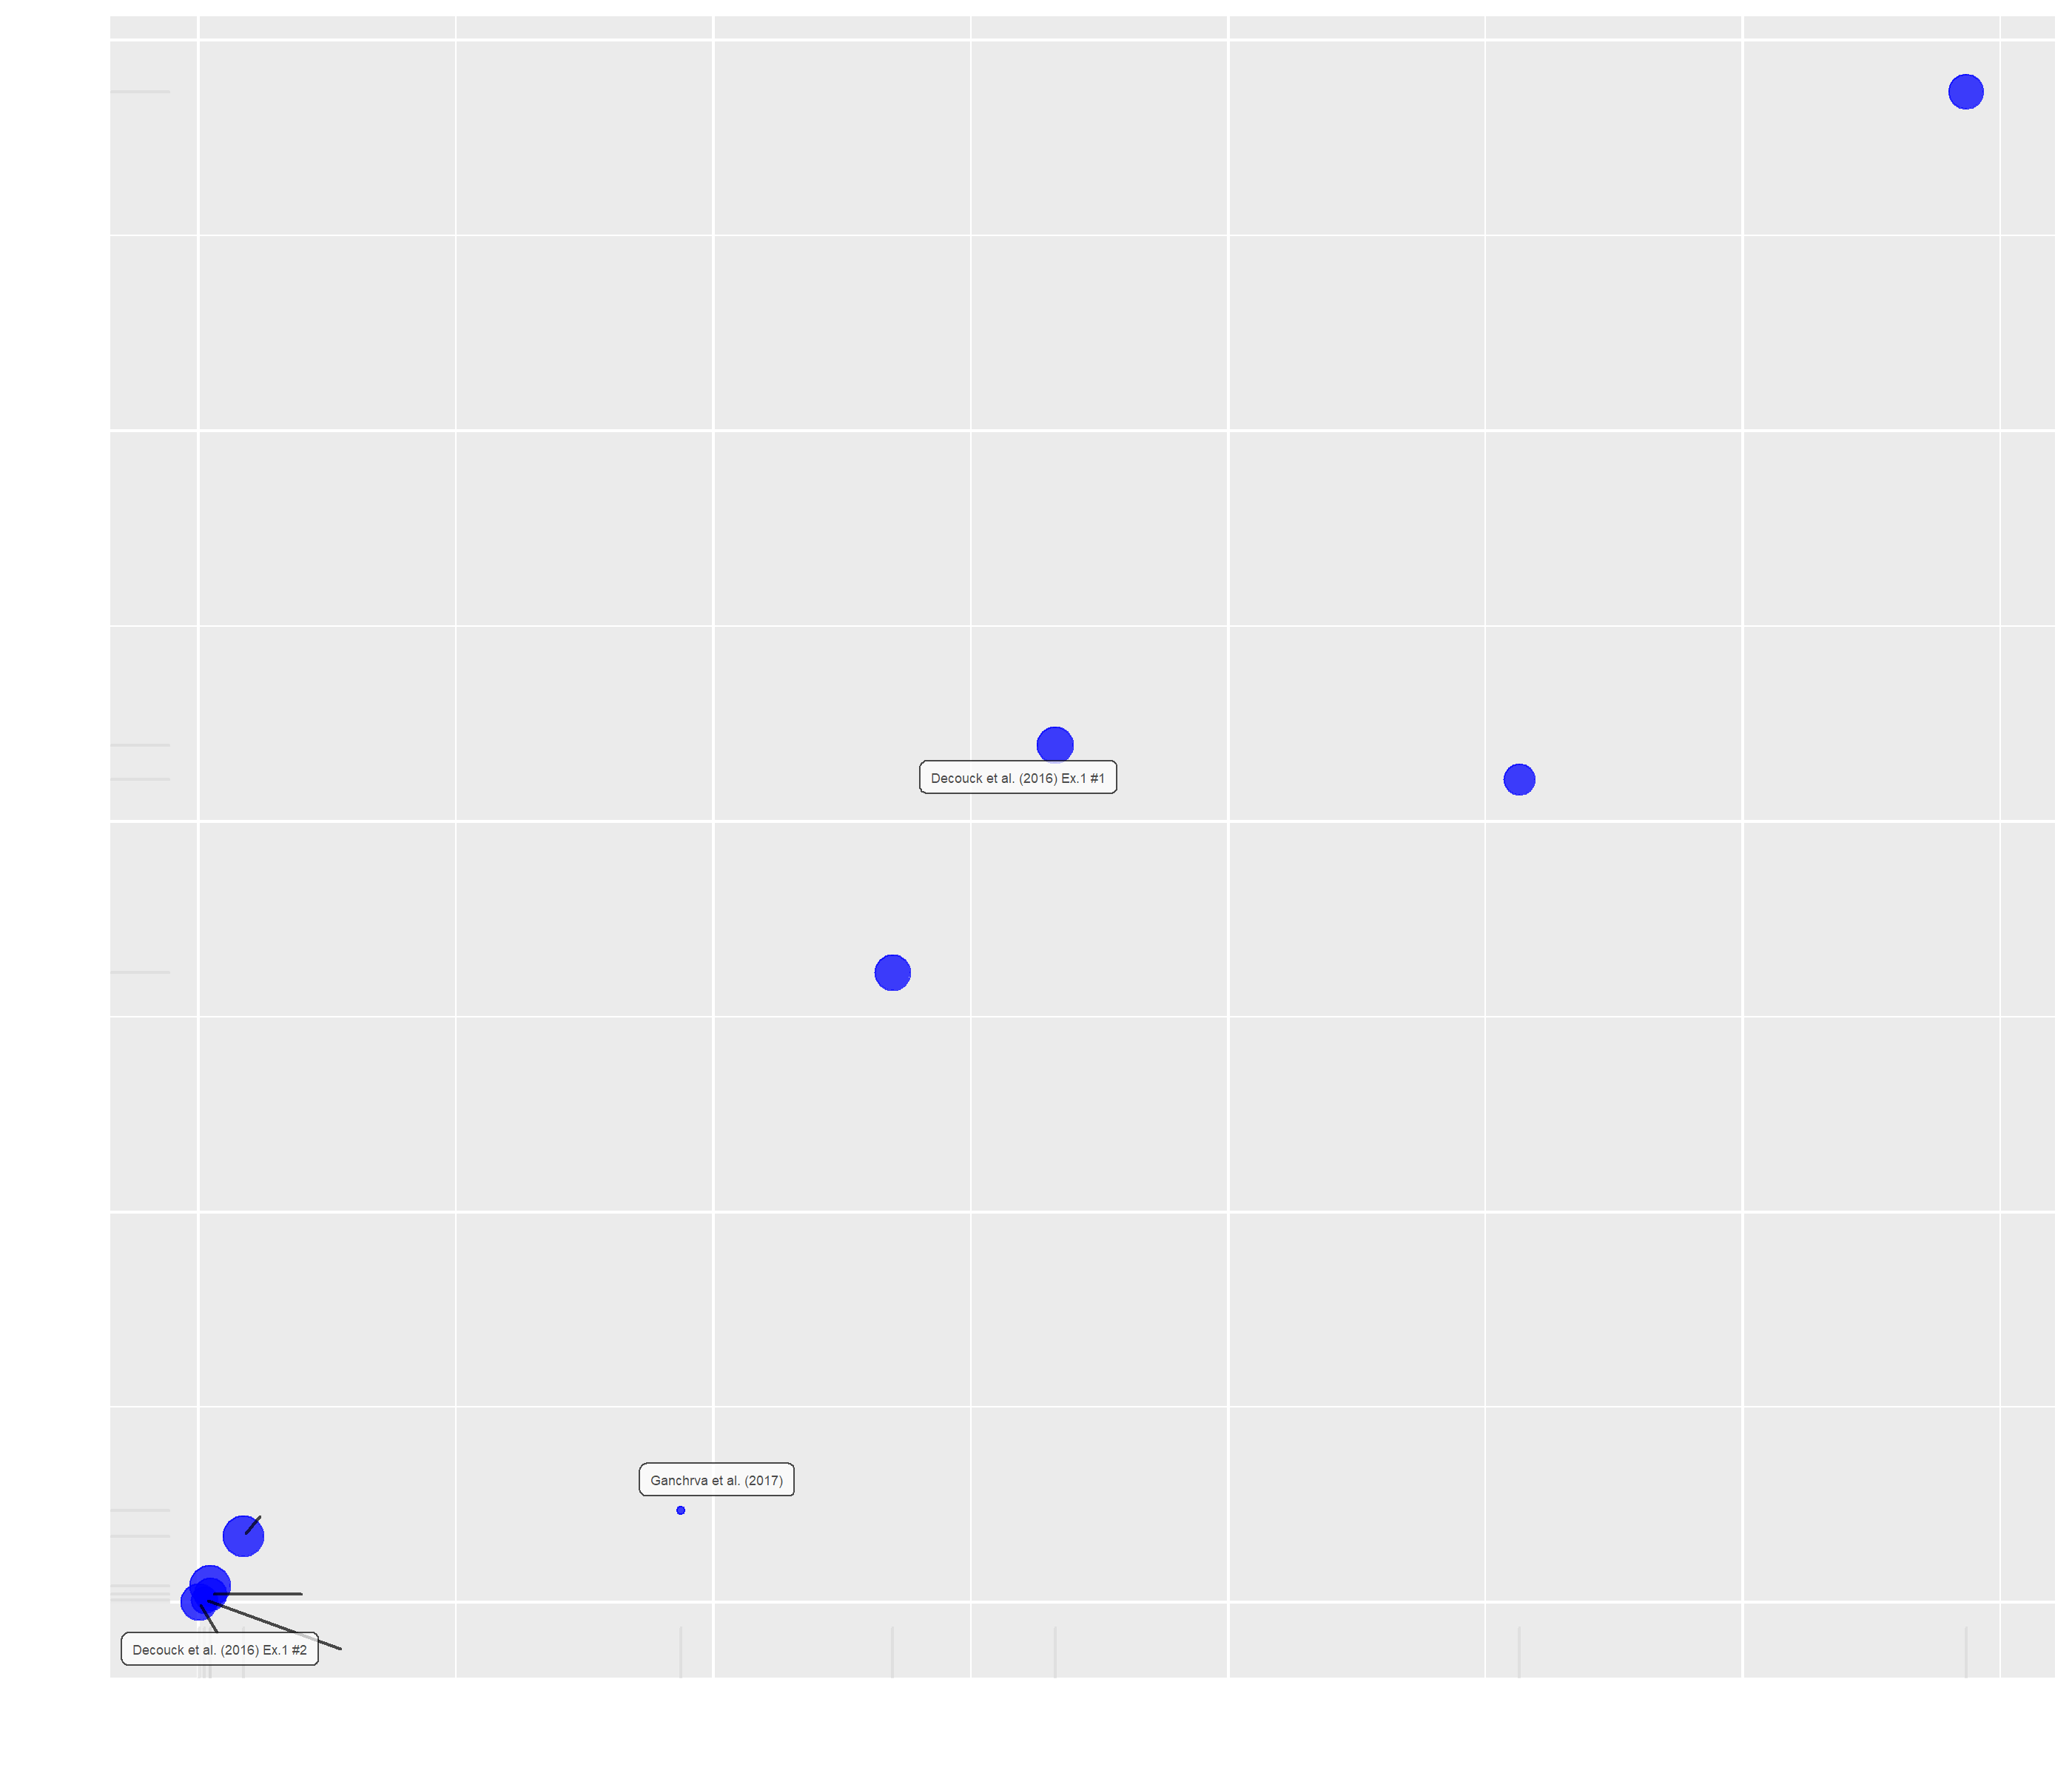 Decouck et al. (2016) Ex.1 #1
Ganchrva et al. (2017)
Decouck et al. (2016) Ex.1 #2